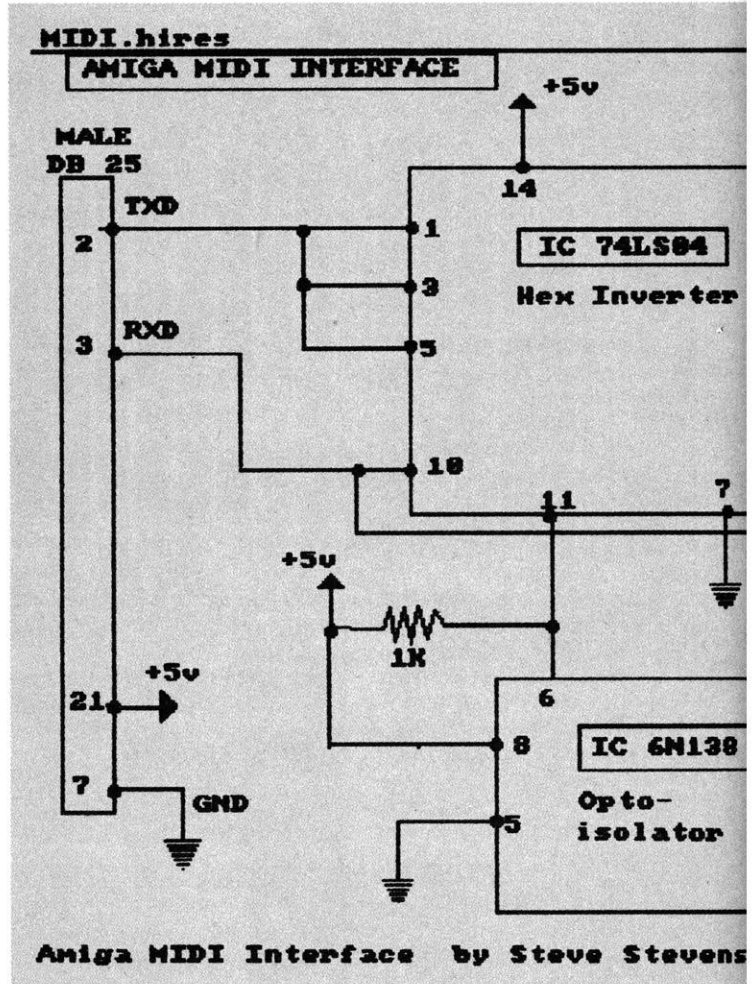 MIDI.hires
AMIGA MIDI INTERFACE
+5v
MALE
DB 25
14
TXD
2
1
IC 74LS04
3
Hex Inverter
RXD
3
5
10
11
7
+5v
1K
+5v
6
21
8
IC 6N138
7
GND
Opto-
isolator
5
Amiga MIDI Interface by Steve Stevens